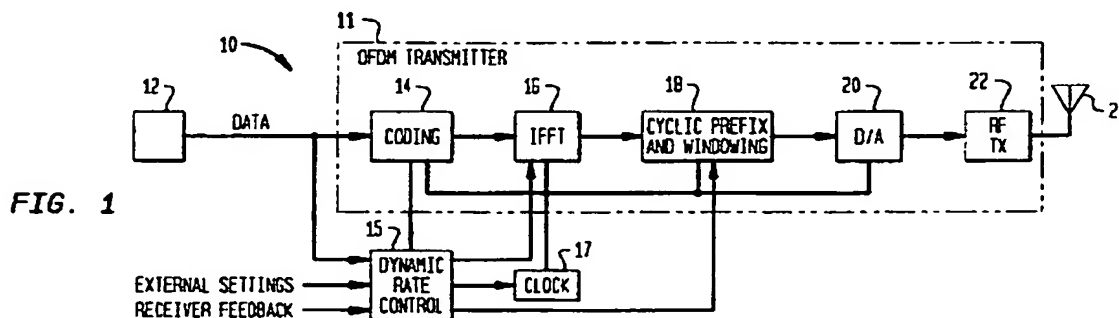 11
OFDM TRANSMITTER
10
12
14
16
18
20
22
2
DATA
CODING
IFFT
CYCLIC PREFIX
AND WINDOWING
D/A
RF
TX
FIG. 1
15
17
DYNAMIC
RATE
CONTROL
CLOCK
EXTERNAL SETTINGS
RECEIVER FEEDBACK